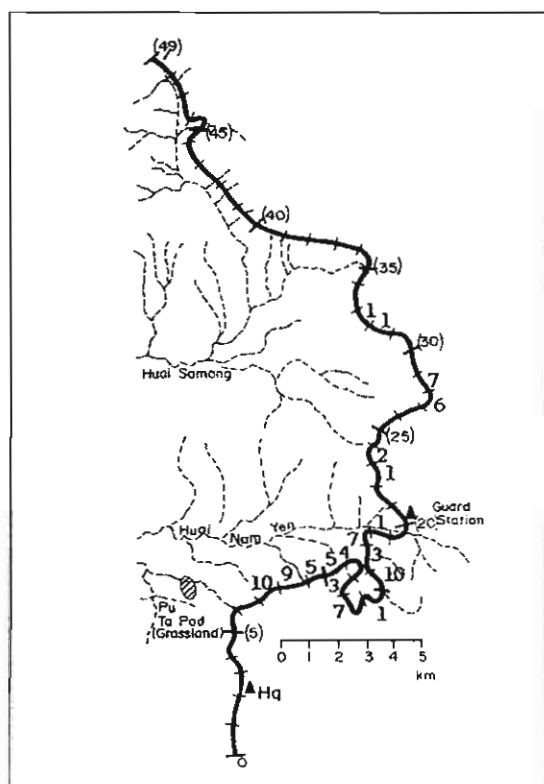 (49)
(45)
(40)
(35)
1
1
(30)
7
6
Huai Samong
(25)
2
1
Guard
Station
20
1
Huai Nam Yen
7
3
4
5
5
3
9
10
10
7
1
Pu
Ta Pod
(Grassland)
(5)
0 1 2 3 4 5
km
Hq
0